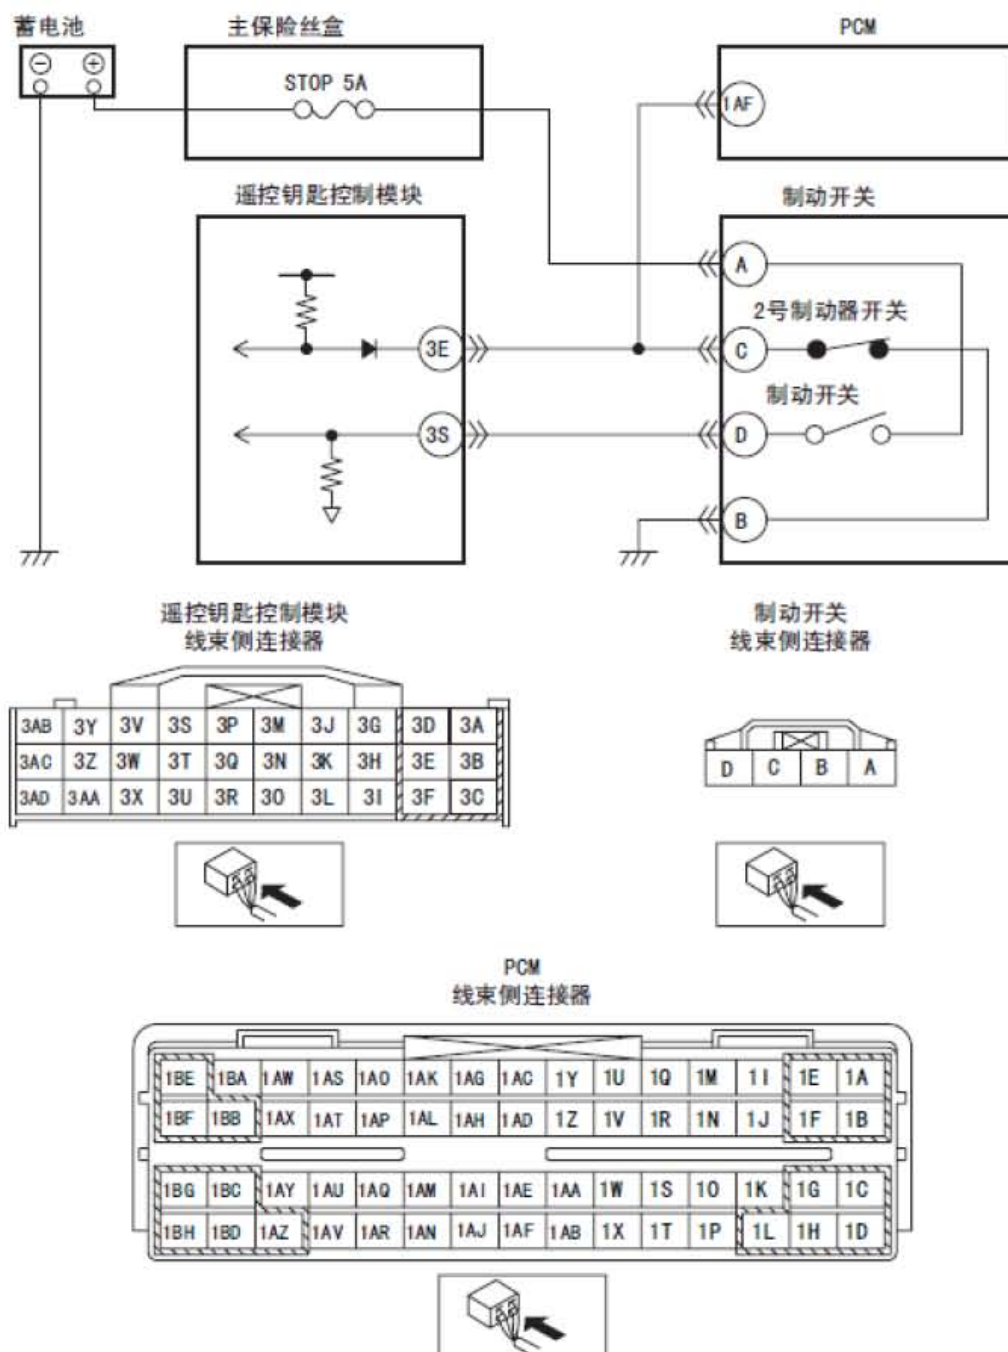 蓄电池 主保险丝盒 PCM
STOP 5A
1AF
遥控钥匙控制模块 制动开关
A
2号制动器开关
3E C
制动开关
3S D
B
遥控钥匙控制模块
线束侧连接器
制动开关
线束侧连接器
3AB 3Y 3V 3S 3P 3M 3J 3G 3D 3A
3AC 3Z 3W 3T 3Q 3N 3K 3H 3E 3B
3AD 3AA 3X 3U 3R 3O 3L 3I 3F 3C
D C B A
PCM
线束侧连接器
1BE 1BA 1AW 1AS 1AO 1AK 1AG 1AC 1Y 1U 1Q 1M 1I 1E 1A
1BF 1BB 1AX 1AT 1AP 1AL 1AH 1AD 1Z 1V 1R 1N 1J 1F 1B
1BG 1BC 1AY 1AU 1AQ 1AM 1AI 1AE 1AA 1W 1S 1O 1K 1G 1C
1BH 1BD 1AZ 1AV 1AR 1AN 1AJ 1AF 1AB 1X 1T 1P 1L 1H 1D